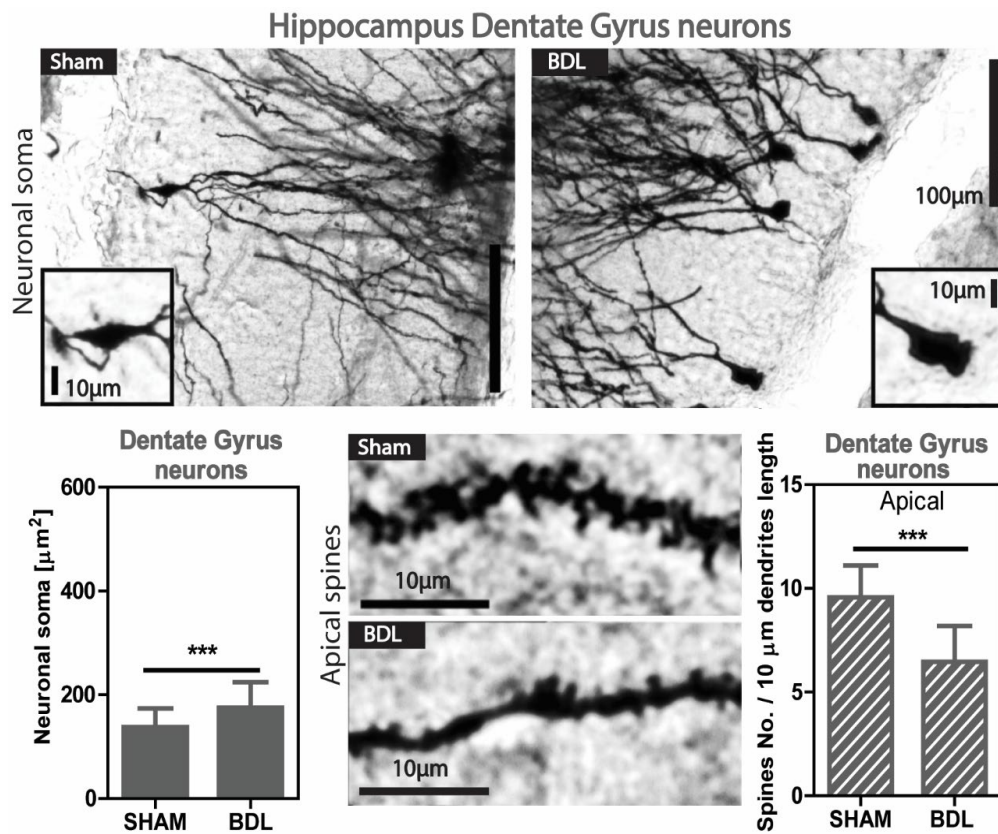 Hippocampus Dentate Gyrus neurons
Neuronal soma
Sham
10µm
BDL
100µm
10µm
Dentate Gyrus
neurons
Neuronal soma [µm²]
600
400
200
0
***
SHAM
BDL
Apical spines
Sham
10µm
BDL
10µm
Dentate Gyrus
neurons
Spines No. / 10 µm dendrites length
15
10
5
0
Apical
***
SHAM
BDL